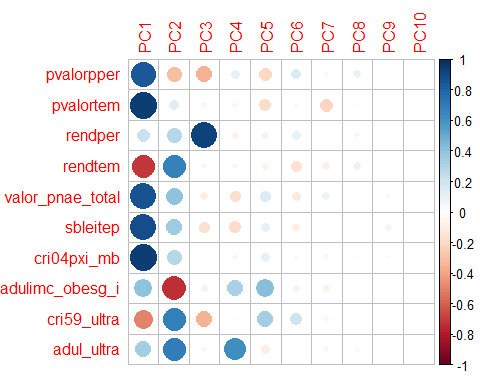 PC1 PC2 PC3 PC4 PC5 PC6 PC7 PC8 PC9 PC10
pvalorpper
pvalortem
rendper
rendtem
valor_pnae_total
sbleitep
cri04pxi_mb
adulimc_obesg_i
cri59_ultra
adul_ultra
1
0.8
0.6
0.4
0.2
0
-0.2
-0.4
-0.6
-0.8
-1